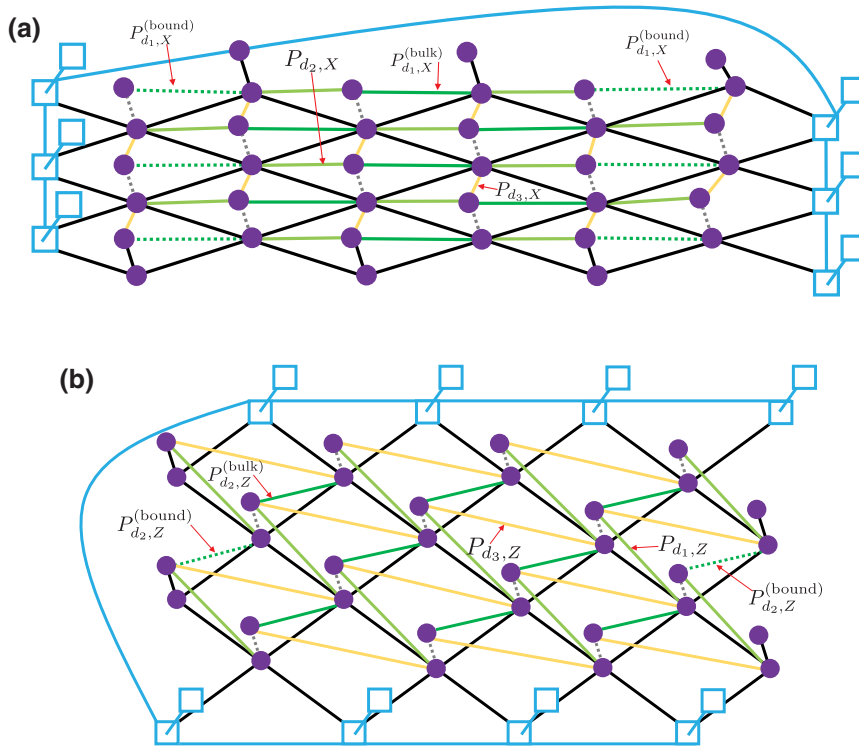 (a)
P_{d_1,X}^{(bound)}
P_{d_2,X}
P_{d_1,X}^{(bulk)}
P_{d_1,X}^{(bound)}
P_{d_3,X}
(b)
P_{d_2,Z}^{(bulk)}
P_{d_2,Z}^{(bound)}
P_{d_3,Z}
P_{d_1,Z}
P_{d_2,Z}^{(bound)}